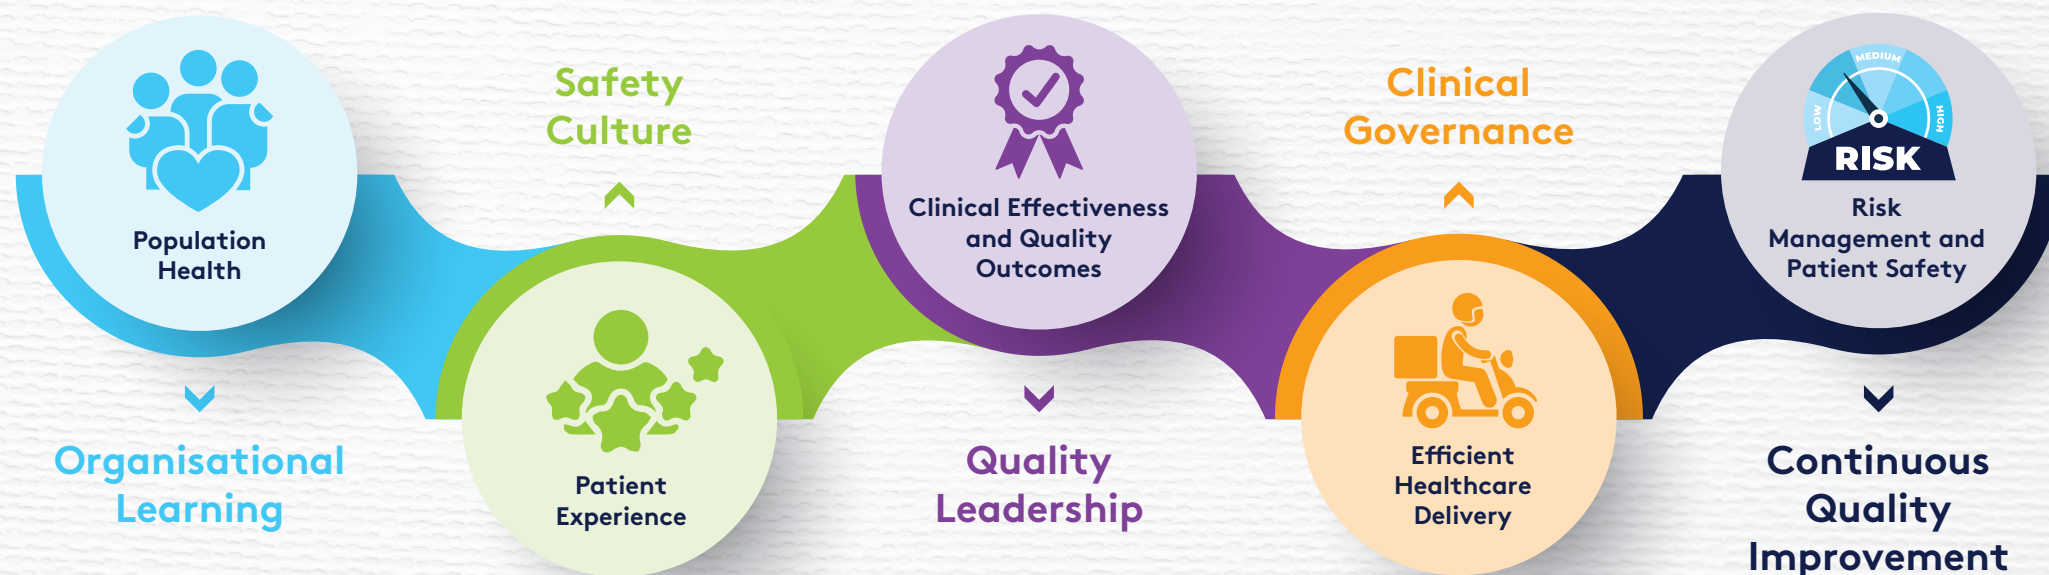 Population
Health
Organisational
Learning
Safety
Culture
Patient
Experience
Clinical Effectiveness
and Quality
Outcomes
Quality
Leadership
Clinical
Governance
Efficient
Healthcare
Delivery
LOW
MEDIUM
HIGH
RISK
Risk
Management and
Patient Safety
Continuous
Quality
Improvement